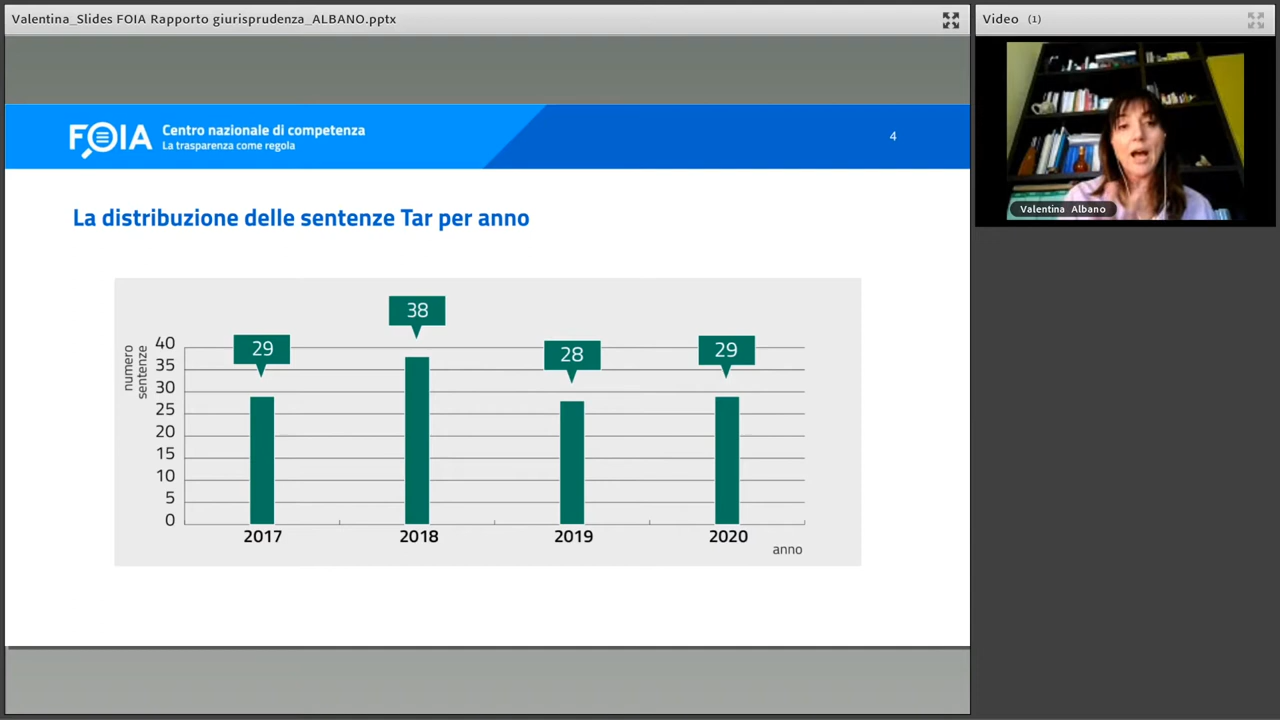 Valentina_Slides FOIA Rapporto giurisprudenza_ALBANO.pptx
Video (1)
Valentina Albano
FOIA
Centro nazionale di competenza
La trasparenza come regola
4
La distribuzione delle sentenze Tar per anno
numero
sentenze
40
35
30
25
20
15
10
5
0
29
38
28
29
2017
2018
2019
2020
anno